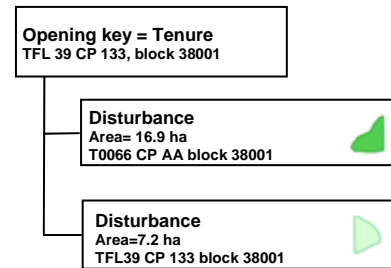 Opening key = Tenure
TFL 39 CP 133, block 38001
Disturbance
Area= 16.9 ha
T0066 CP AA block 38001
Disturbance
Area=7.2 ha
TFL39 CP 133 block 38001